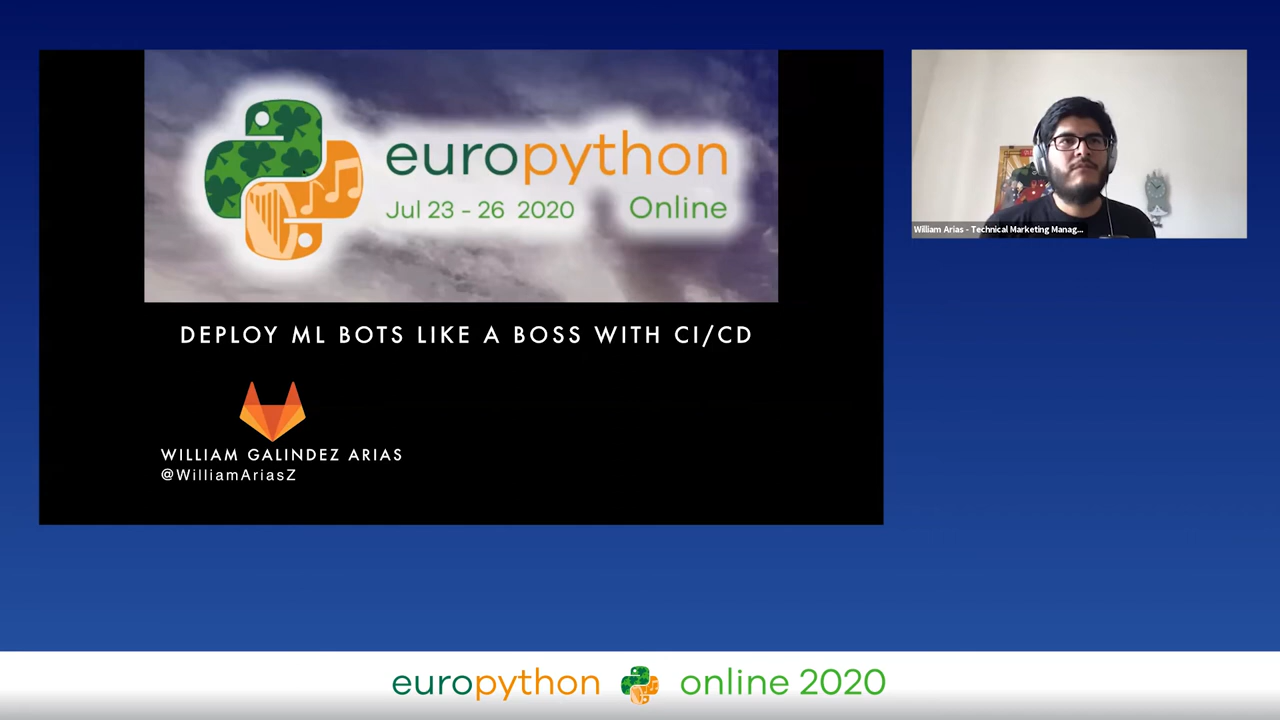 europython
Jul 23 - 26 2020 Online
DEPLOY ML BOTS LIKE A BOSS WITH CI/CD
WILLIAM GALINDEZ ARIAS
@WilliamAriasZ
William Arias - Technical Marketing Manag...
europython online 2020